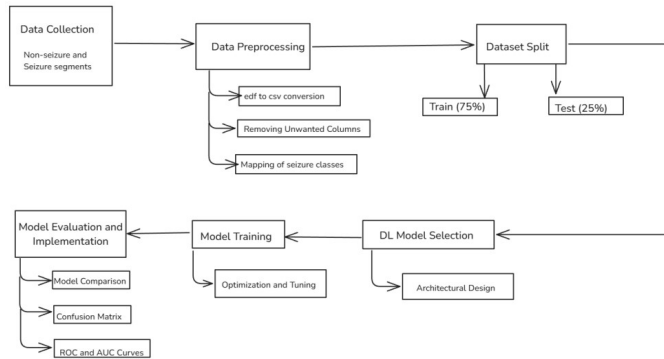 Data Collection
Non-seizure and
Seizure segments
Data Preprocessing
edf to csv conversion
Removing Unwanted Columns
Mapping of seizure classes
Dataset Split
Train (75%)
Test (25%)
Model Evaluation and
Implementation
Model Comparison
Confusion Matrix
ROC and AUC Curves
Model Training
Optimization and Tuning
DL Model Selection
Architectural Design